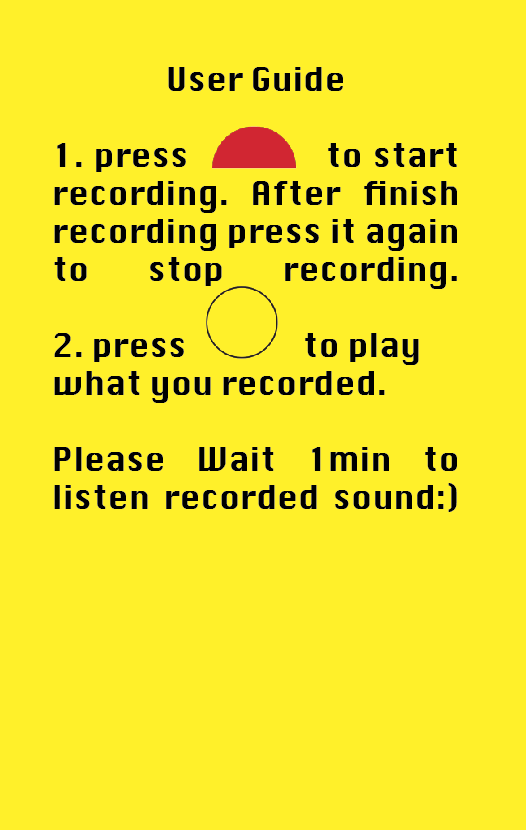 User Guide
1. press to start
recording. After finish
recording press it again
to stop recording.
2. press to play
what you recorded.
Please Wait 1min to
listen recorded sound:)